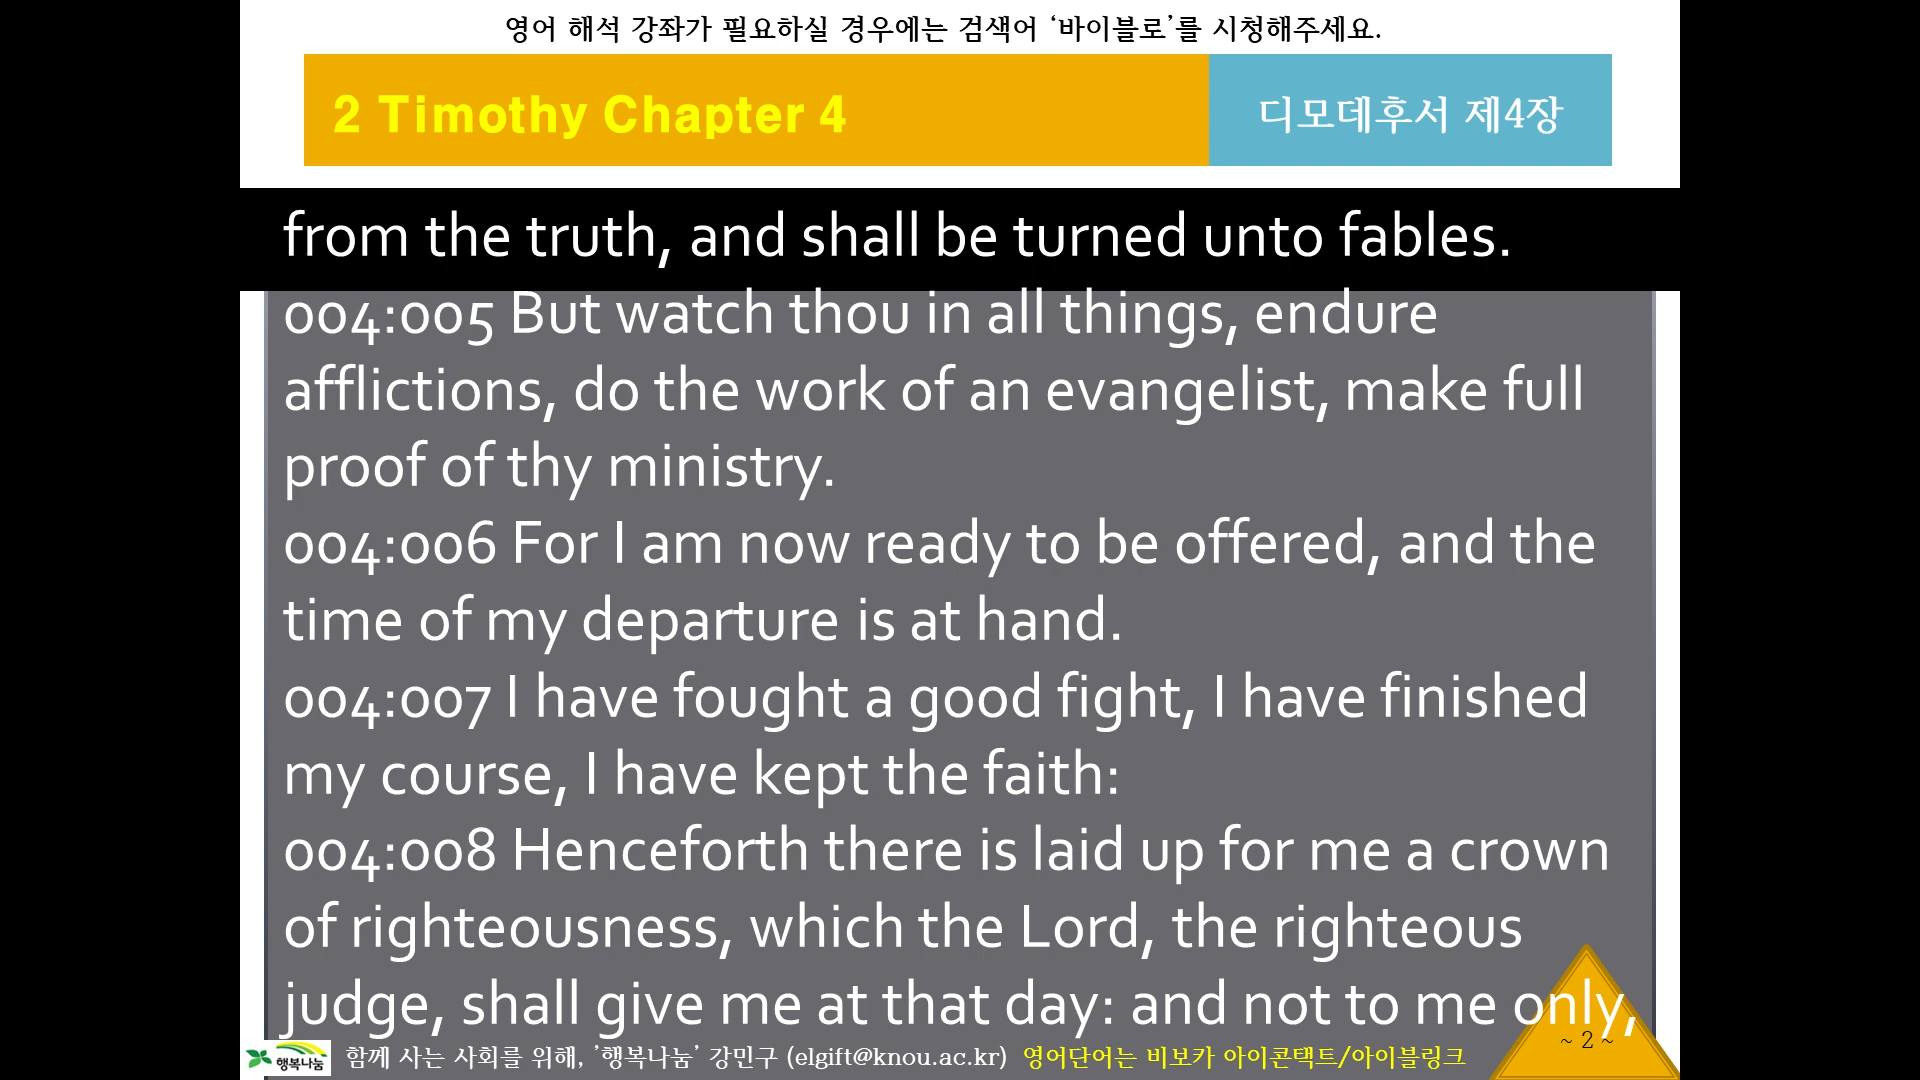 영어 해석 강좌가 필요하실 경우에는 검색어 ‘바이블로’를 시청해주세요.
2 Timothy Chapter 4
디모데후서 제4장
from the truth, and shall be turned unto fables.
004:005 But watch thou in all things, endure
afflictions, do the work of an evangelist, make full
proof of thy ministry.
004:006 For I am now ready to be offered, and the
time of my departure is at hand.
004:007 I have fought a good fight, I have finished
my course, I have kept the faith:
004:008 Henceforth there is laid up for me a crown
of righteousness, which the Lord, the righteous
judge, shall give me at that day: and not to me only,
~ 2 ~
행복나눔 함께 사는 사회를 위해, ’행복나눔’ 강민구 (elgift@knou.ac.kr) 영어단어는 비보카 아이콘택트/아이블링크